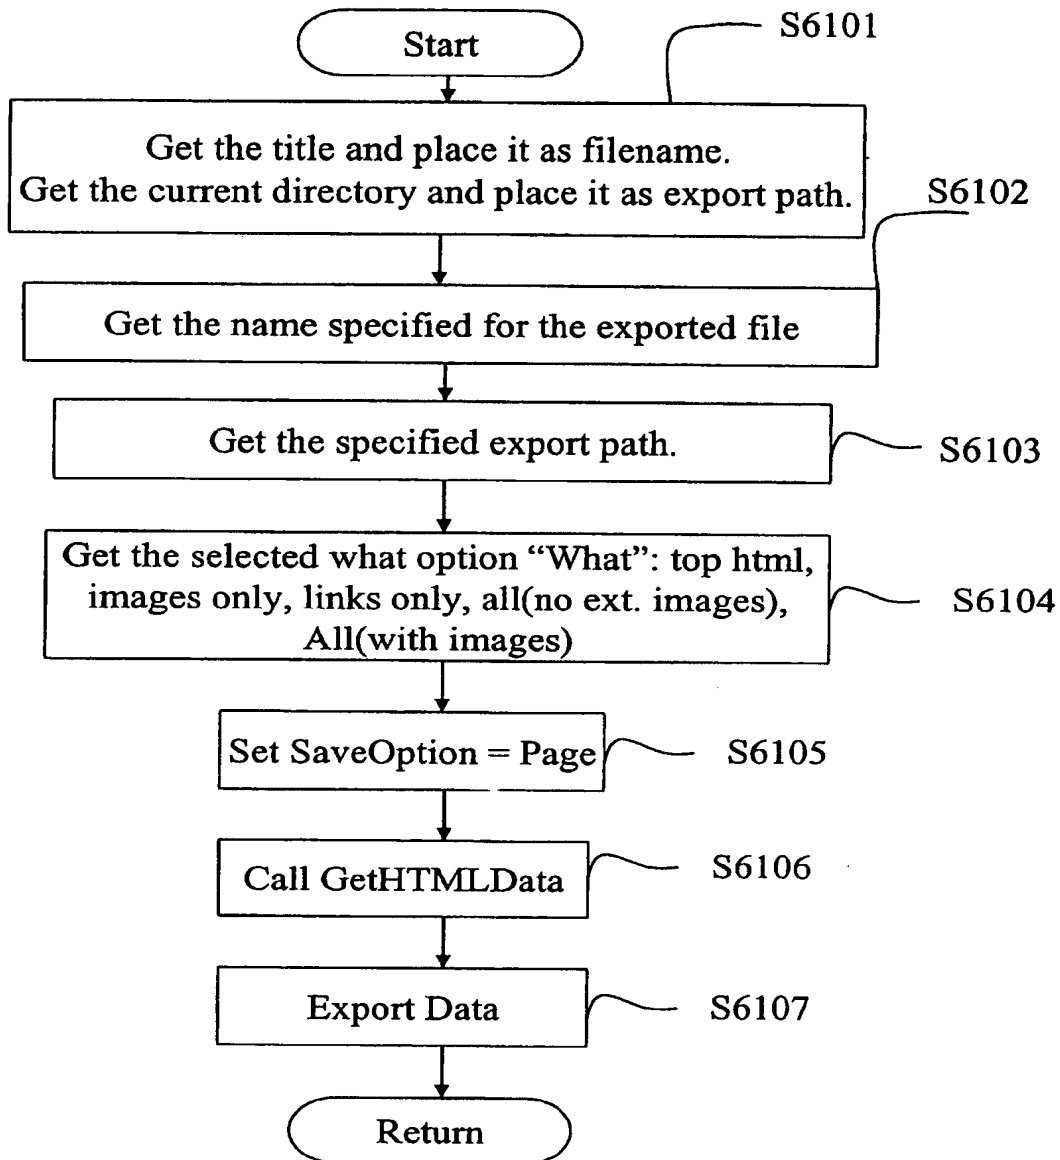 Start
S6101
Get the title and place it as filename.
Get the current directory and place it as export path.
S6102
Get the name specified for the exported file
Get the specified export path.
S6103
Get the selected what option “What”: top html,
images only, links only, all(no ext. images),
All(with images)
S6104
Set SaveOption = Page
S6105
Call GetHTMLData
S6106
Export Data
S6107
Return